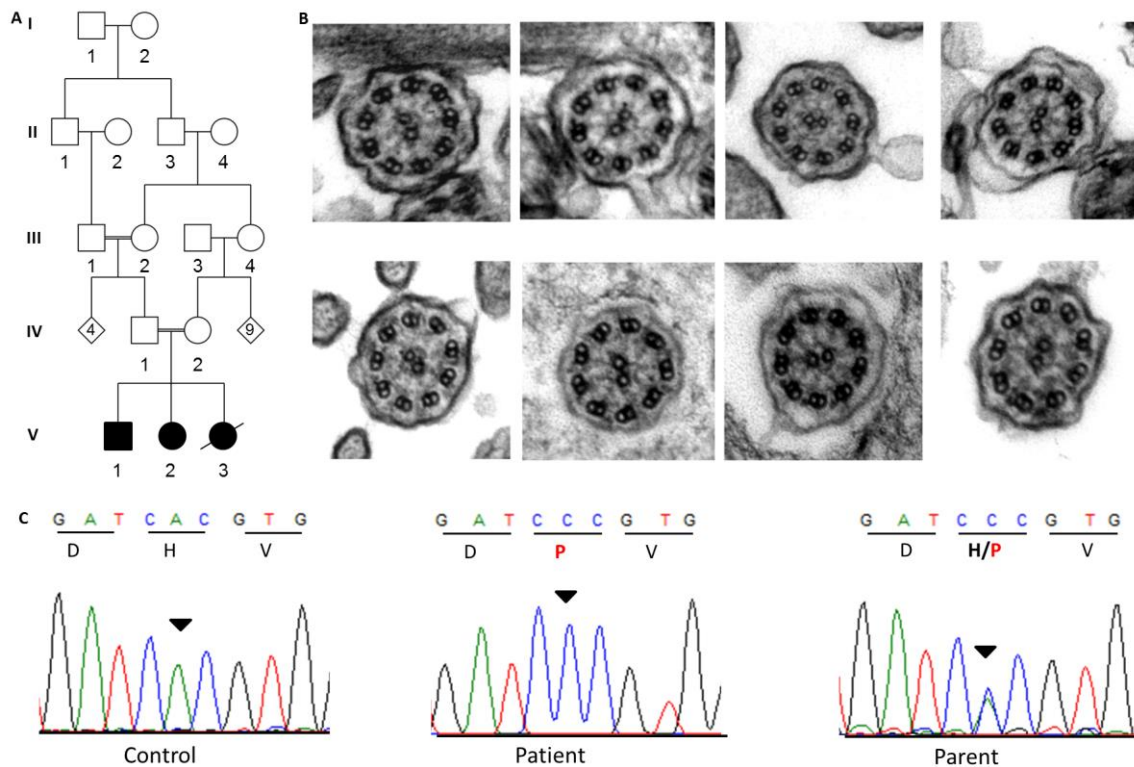 A
I
1 2
II
1 2 3 4
III
1 2 3 4
IV
4 9
1 2
V
1 2 3
B
C
G A T C A C G T G
D H V
Control
G A T C C C G T G
D P V
Patient
G A T C C C G T G
D H/P V
Parent